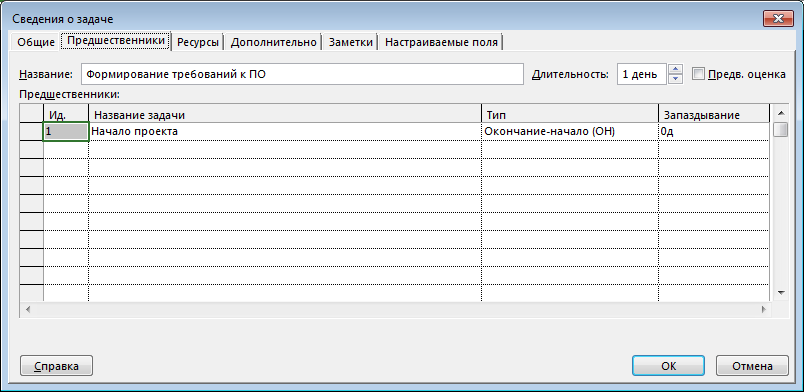 Сведения о задаче
Общие Предшественники Ресурсы Дополнительно Заметки Настраиваемые поля
Название: Формирование требований к ПО Длительность: 1 день Предв. оценка
Предшественники:
Ид. Название задачи Тип Запаздывание
1 Начало проекта Окончание-начало (ОН) 0д
Справка ОК Отмена